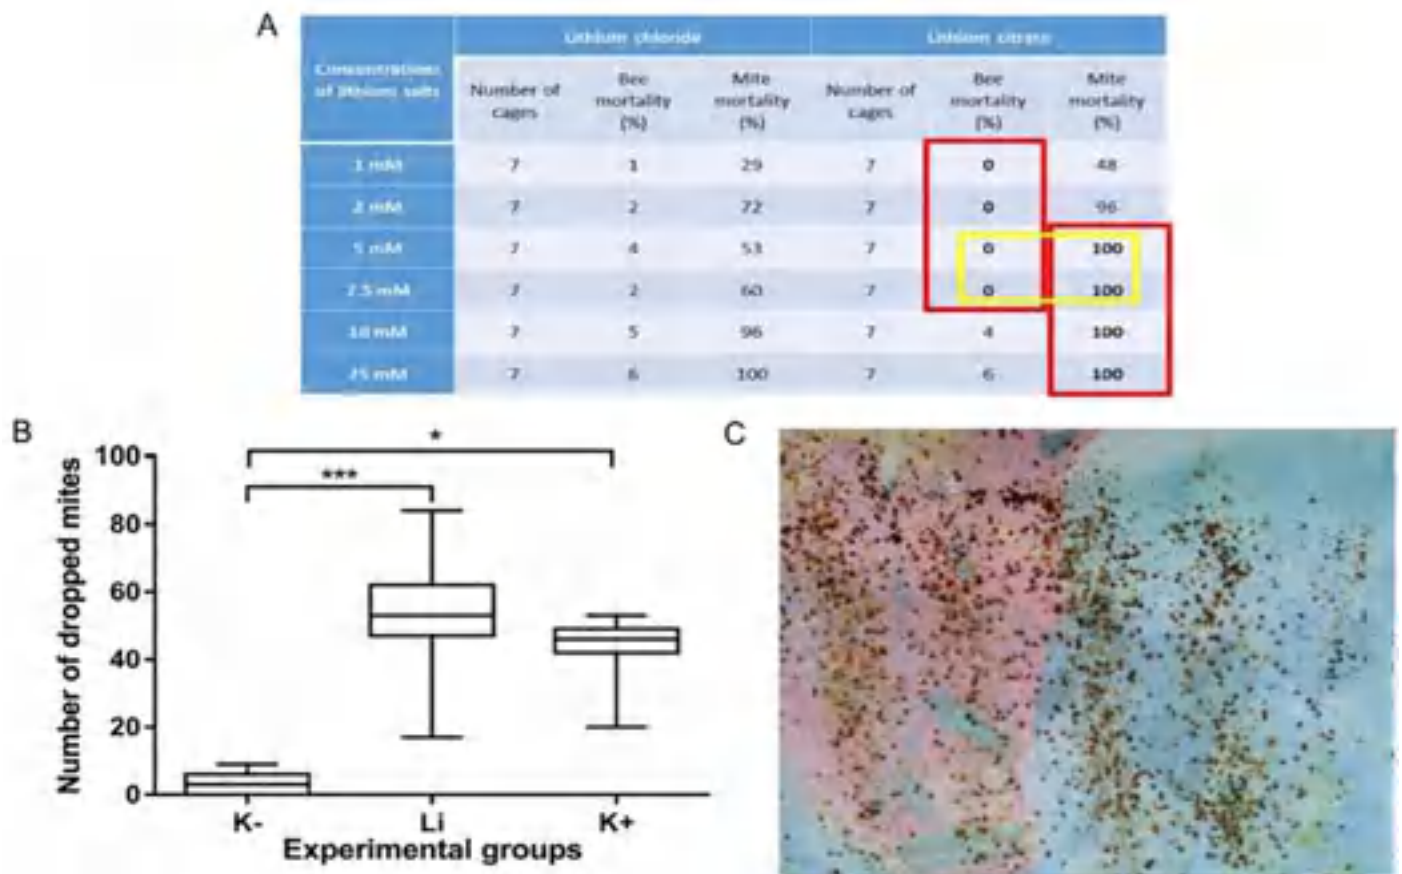 A
Lithium chloride Lithium citrate
Concentrations
of lithium salts
Number of
cages
Bee
mortality
(%)
Mite
mortality
(%)
Number of
cages
Bee
mortality
(%)
Mite
mortality
(%)
1 mM 7 1 29 7 0 48
2 mM 7 2 72 7 0 96
5 mM 7 4 53 7 0 100
7.5 mM 7 2 60 7 0 100
10 mM 7 5 96 7 4 100
25 mM 7 6 100 7 6 100
B
*
***
Number of dropped mites
100
80
60
40
20
0
K- Li K+
Experimental groups
C